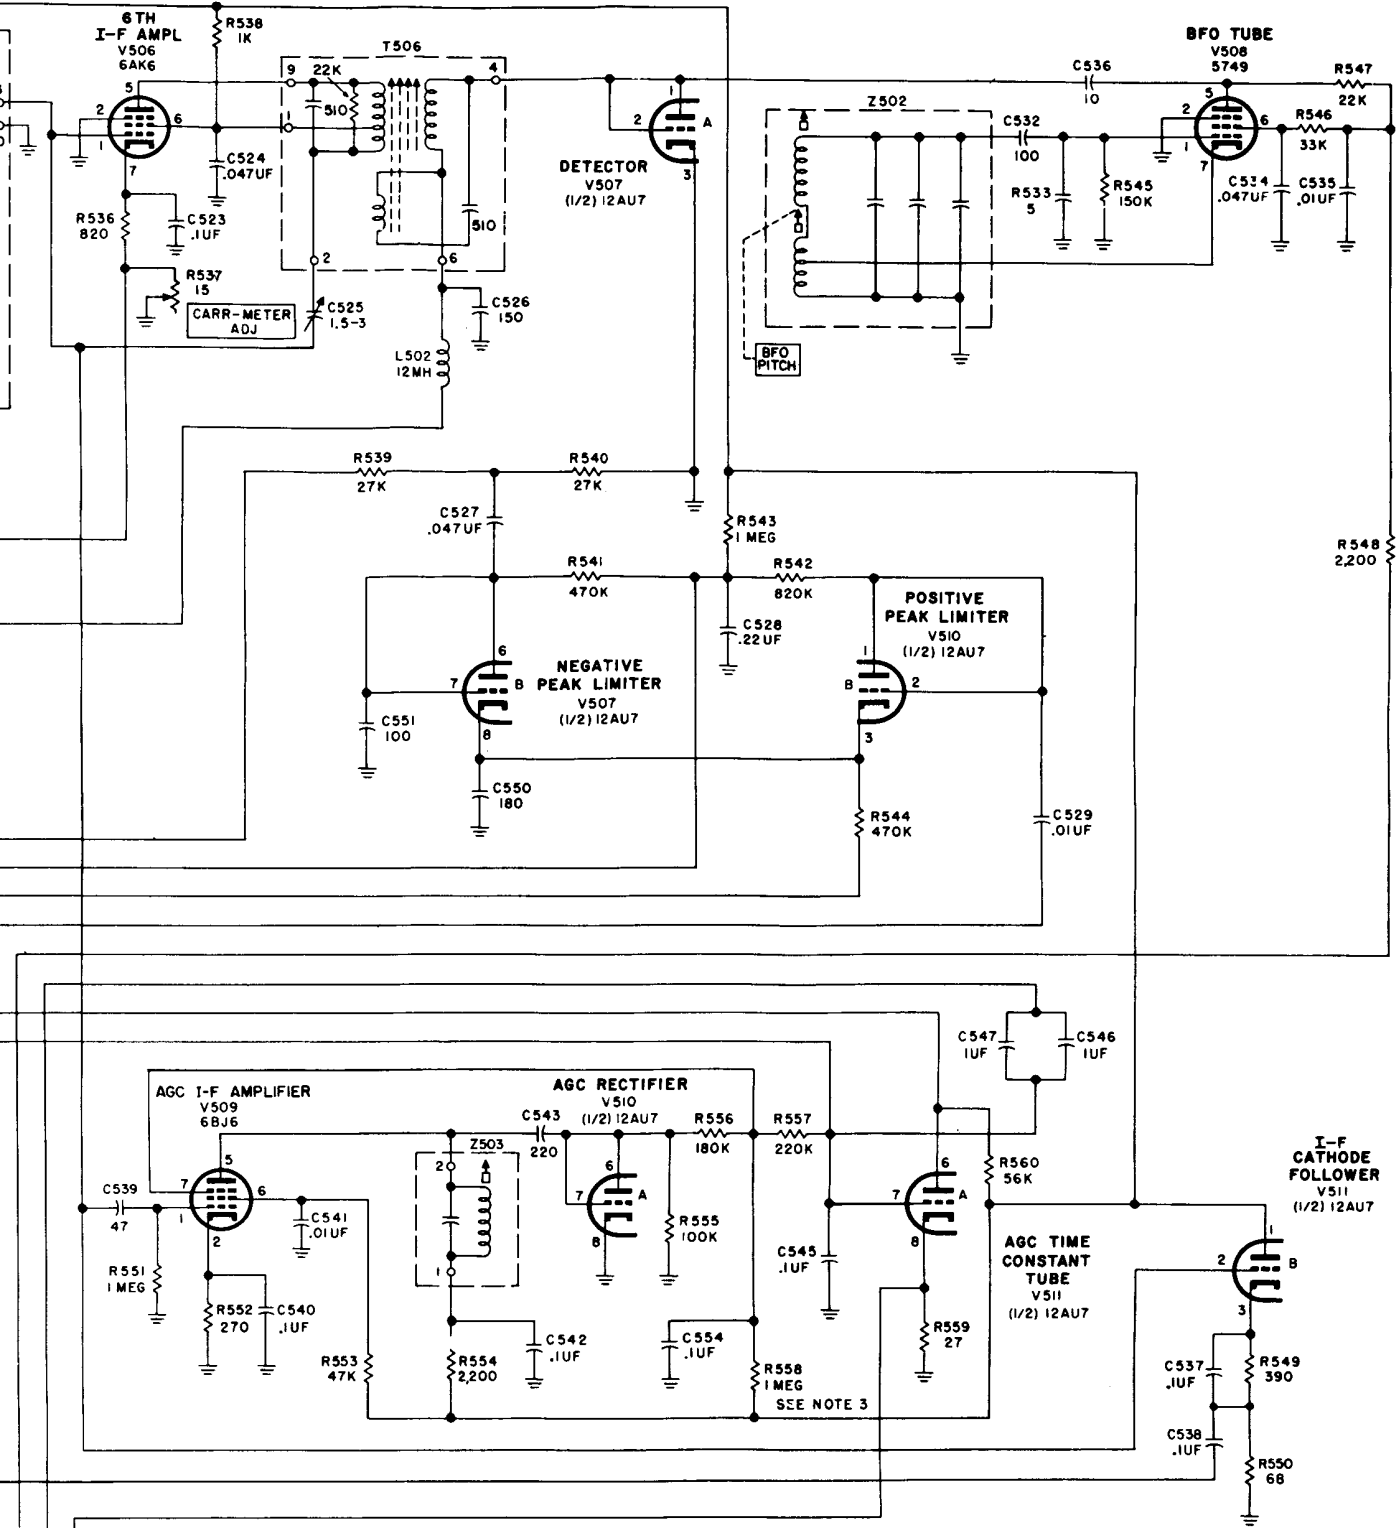 6TH
I-F AMPL
V506
6AK6
R538
1K
5
2
6
1
7
C524
.047UF
R536
820
C523
.1UF
R537
15
CARR-METER
ADJ
T506
9
22K
510
1
4
510
2
6
C525
1.5-3
C526
150
L502
12MH
DETECTOR
V507
(1/2) 12AU7
1
2
A
3
C536
10
BFO TUBE
V508
5749
5
2
6
1
7
R547
22K
R546
33K
Z502
C532
100
R533
5
R545
150K
C534
.047UF
C535
.01UF
BFO
PITCH
R539
27K
R540
27K
C527
.047UF
R543
1 MEG
R548
2,200
R541
470K
R542
820K
C528
.22UF
POSITIVE
PEAK LIMITER
V510
(1/2) 12AU7
1
B
2
3
NEGATIVE
PEAK LIMITER
V507
(1/2) 12AU7
6
7
B
8
C551
100
C550
180
R544
470K
C529
.01UF
C547
1UF
C546
1UF
AGC I-F AMPLIFIER
V509
6BJ6
5
7
6
1
2
C539
47
R551
1 MEG
R552
270
C540
.1UF
C541
.01UF
R553
47K
Z503
2
1
R554
2,200
C542
.1UF
C543
220
AGC RECTIFIER
V510
(1/2) 12AU7
6
7
A
8
R556
180K
R557
220K
R555
100K
C554
.1UF
R558
1 MEG
SEE NOTE 3
C545
.1UF
6
7
A
8
R560
56K
AGC TIME
CONSTANT
TUBE
V511
(1/2) 12AU7
R559
27
I-F
CATHODE
FOLLOWER
V511
(1/2) 12AU7
1
2
B
3
C537
.1UF
R549
390
C538
.1UF
R550
68